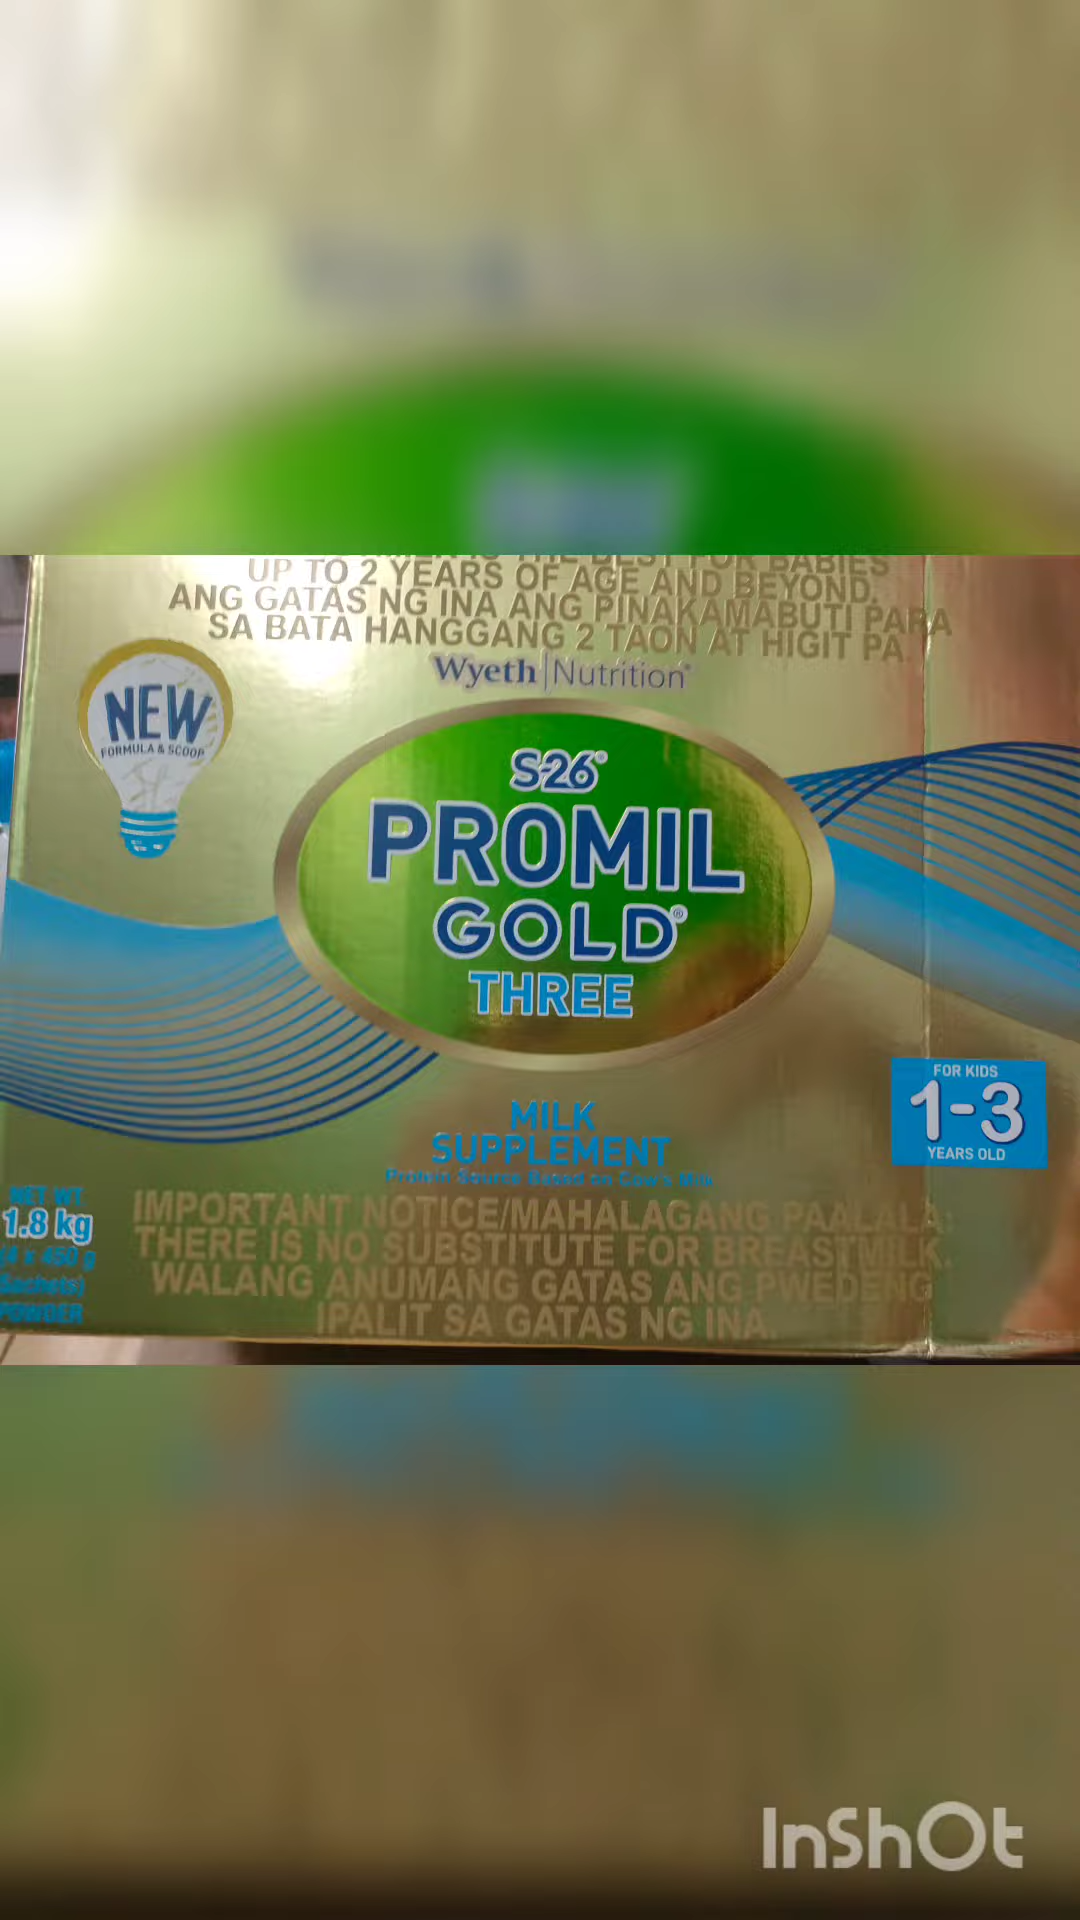 BABIES
UP TO 2 YEARS OF AGE AND BEYOND.
ANG GATAS NG INA ANG PINAKAMABUTI PARA
SA BATA HANGGANG 2 TAON AT HIGIT PA.
Wyeth | Nutrition®
NEW
FORMULA & SCOOP
S-26®
PROMIL
GOLD®
THREE
FOR KIDS
1-3
YEARS OLD
MILK
SUPPLEMENT
Protein Source Based on Cow's Milk
NET WT.
1.8 kg
(4 x 450 g
Sachets)
POWDER
IMPORTANT NOTICE/MAHALAGANG PAALALA:
THERE IS NO SUBSTITUTE FOR BREASTMILK.
WALANG ANUMANG GATAS ANG PWEDENG
IPALIT SA GATAS NG INA.
InShOt